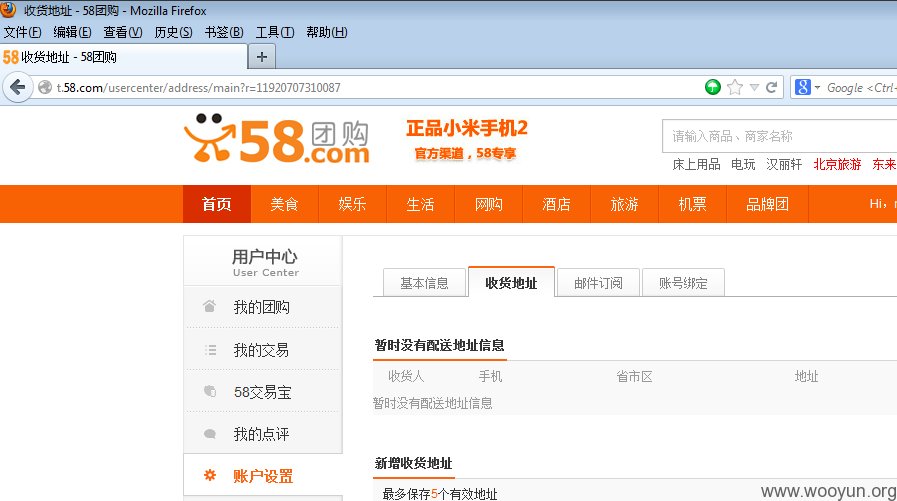 收货地址 - 58团购 - Mozilla Firefox
文件(F) 编辑(E) 查看(V) 历史(S) 书签(B) 工具(T) 帮助(H)
58 收货地址 - 58团购 +
t.58.com/usercenter/address/main?r=11920707310087 8 Google <Ctrl+
58团购.com
正品小米手机2
官方渠道，58专享
请输入商品、商家名称
床上用品 电玩 汉丽轩 北京旅游 东来
首页 美食 娱乐 生活 网购 酒店 旅游 机票 品牌团 Hi，
用户中心
User Center
基本信息 收货地址 邮件订阅 账号绑定
我的团购
我的交易
58交易宝
我的点评
账户设置
暂时没有配送地址信息
收货人 手机 省市区 地址
暂时没有配送地址信息
新增收货地址
最多保存5个有效地址
www.wooyun.org